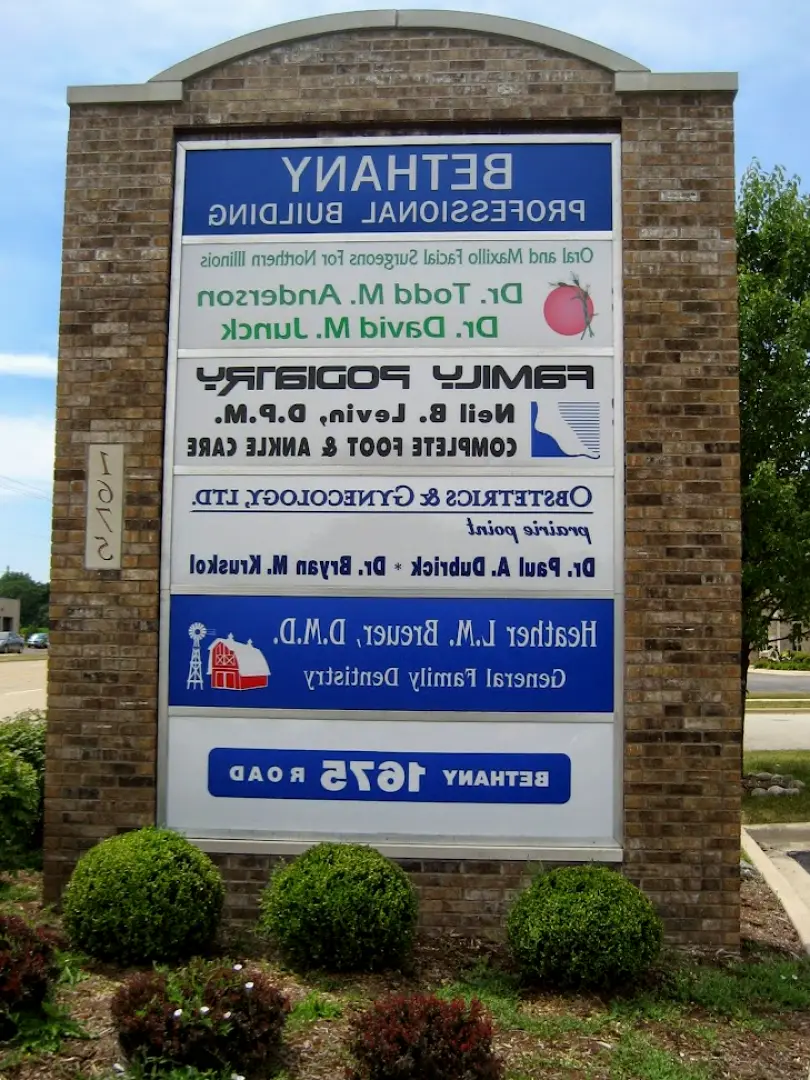 BETHANY
PROFESSIONAL BUILDING
Oral and Maxillo Facial Surgeons For Northern Illinois
Dr. Todd M. Anderson
Dr. David M. Junck
FAMILY PODIATRY
Neil B. Levin, D.P.M.
COMPLETE FOOT & ANKLE CARE
OBSTETRICS & GYNECOLOGY, LTD.
prairie point
Dr. Paul A. Dubrick * Dr. Bryan M. Kruskol
Heather L.M. Breuer, D.M.D.
General Family Dentistry
BETHANY 1675 ROAD
1675